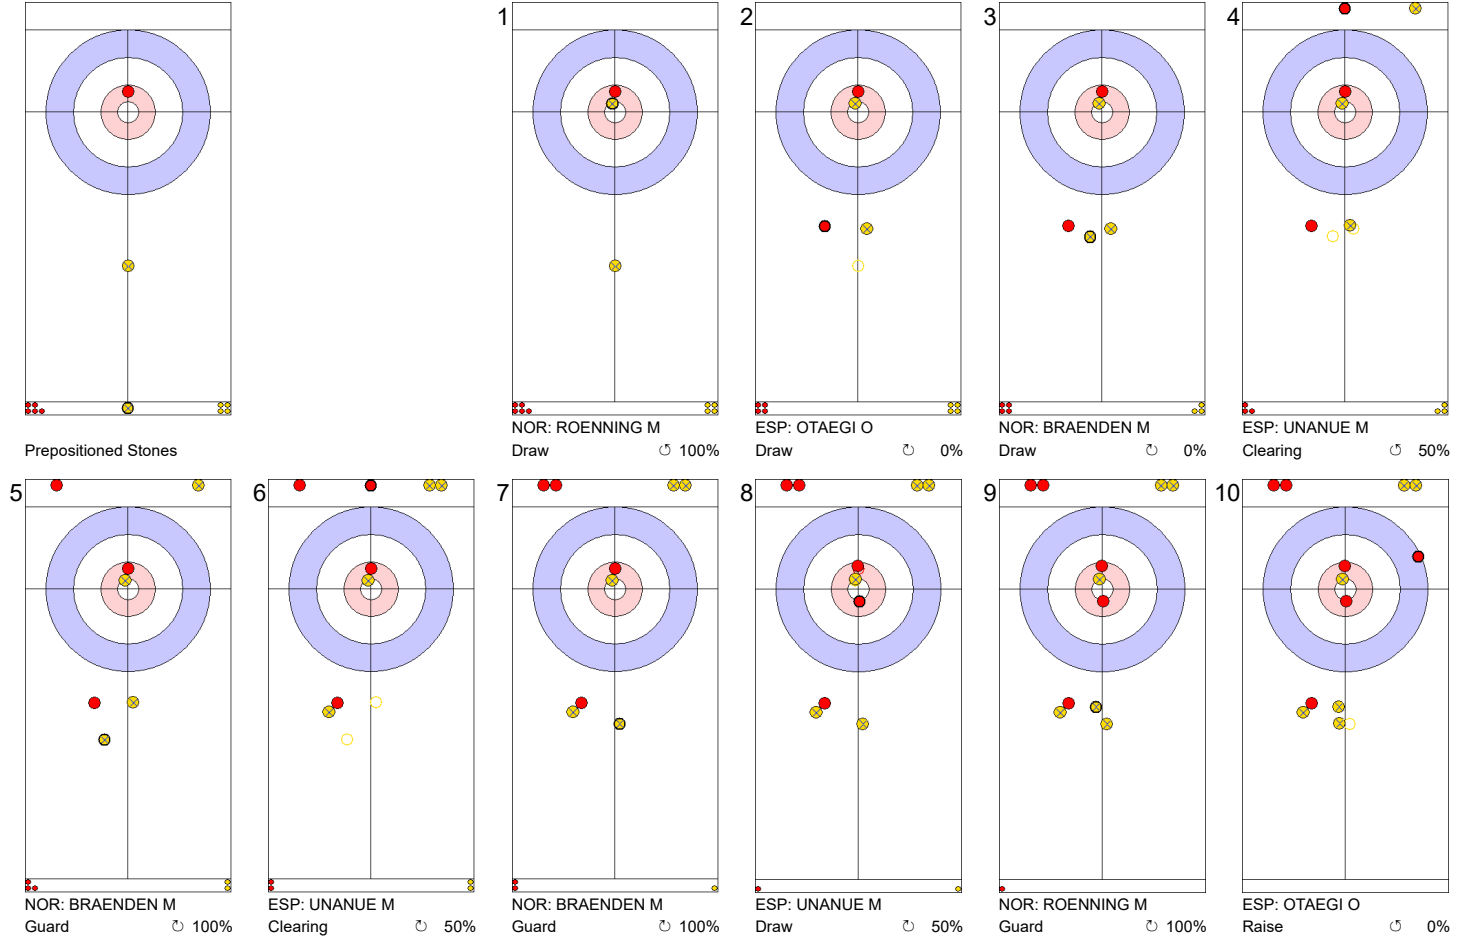 1
2
3
4
Prepositioned Stones
NOR: ROENNING M
Draw ↺ 100%
ESP: OTAEGI O
Draw ↻ 0%
NOR: BRAENDEN M
Draw ↻ 0%
ESP: UNANUE M
Clearing ↺ 50%
5
6
7
8
9
10
NOR: BRAENDEN M
Guard ↻ 100%
ESP: UNANUE M
Clearing ↻ 50%
NOR: BRAENDEN M
Guard ↻ 100%
ESP: UNANUE M
Draw ↻ 50%
NOR: ROENNING M
Guard ↻ 100%
ESP: OTAEGI O
Raise ↻ 0%